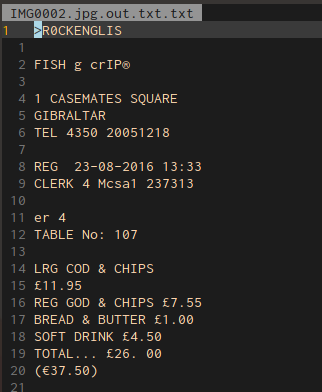 IMG0002.jpg.out.txt.txt
1 >R0CKENGLIS
1
2 FISH g crIP®
3
4 1 CASEMATES SQUARE
5 GIBRALTAR
6 TEL 4350 20051218
7
8 REG  23-08-2016 13:33
9 CLERK 4 Mcsa1 237313
10
11 er 4
12 TABLE No: 107
13
14 LRG COD & CHIPS
15 £11.95
16 REG GOD & CHIPS £7.55
17 BREAD & BUTTER £1.00
18 SOFT DRINK £4.50
19 TOTAL... £26. 00
20 (€37.50)
21